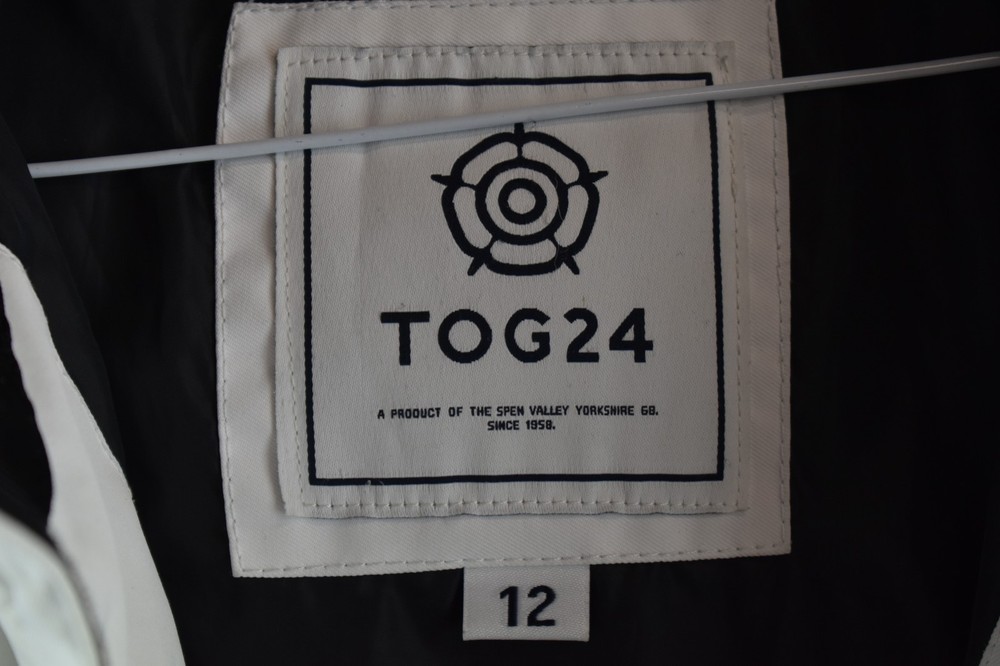 TOG24
A PRODUCT OF THE SPEN VALLEY YORKSHIRE GB.
SINCE 1958.
12